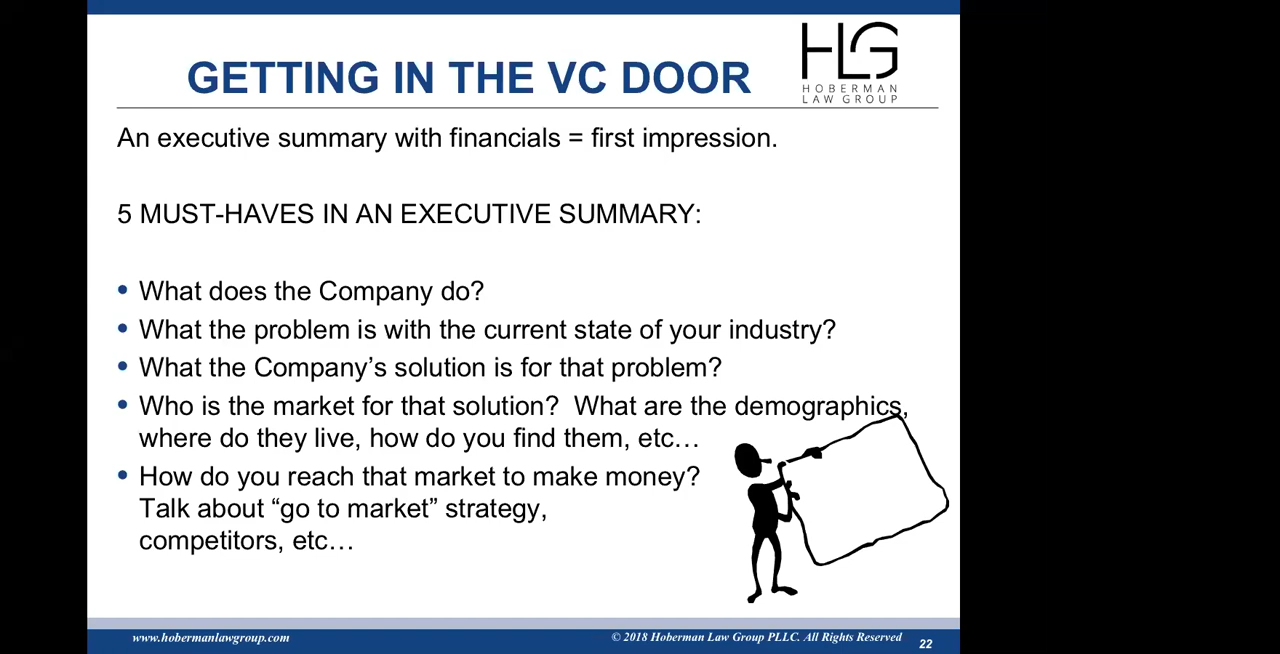 GETTING IN THE VC DOOR
HLG
HOBERMAN
LAW GROUP
An executive summary with financials = first impression.
5 MUST-HAVES IN AN EXECUTIVE SUMMARY:
• What does the Company do?
• What the problem is with the current state of your industry?
• What the Company’s solution is for that problem?
• Who is the market for that solution?  What are the demographics,
where do they live, how do you find them, etc…
• How do you reach that market to make money?
Talk about “go to market” strategy,
competitors, etc…
www.hobermanlawgroup.com
© 2018 Hoberman Law Group PLLC. All Rights Reserved
22